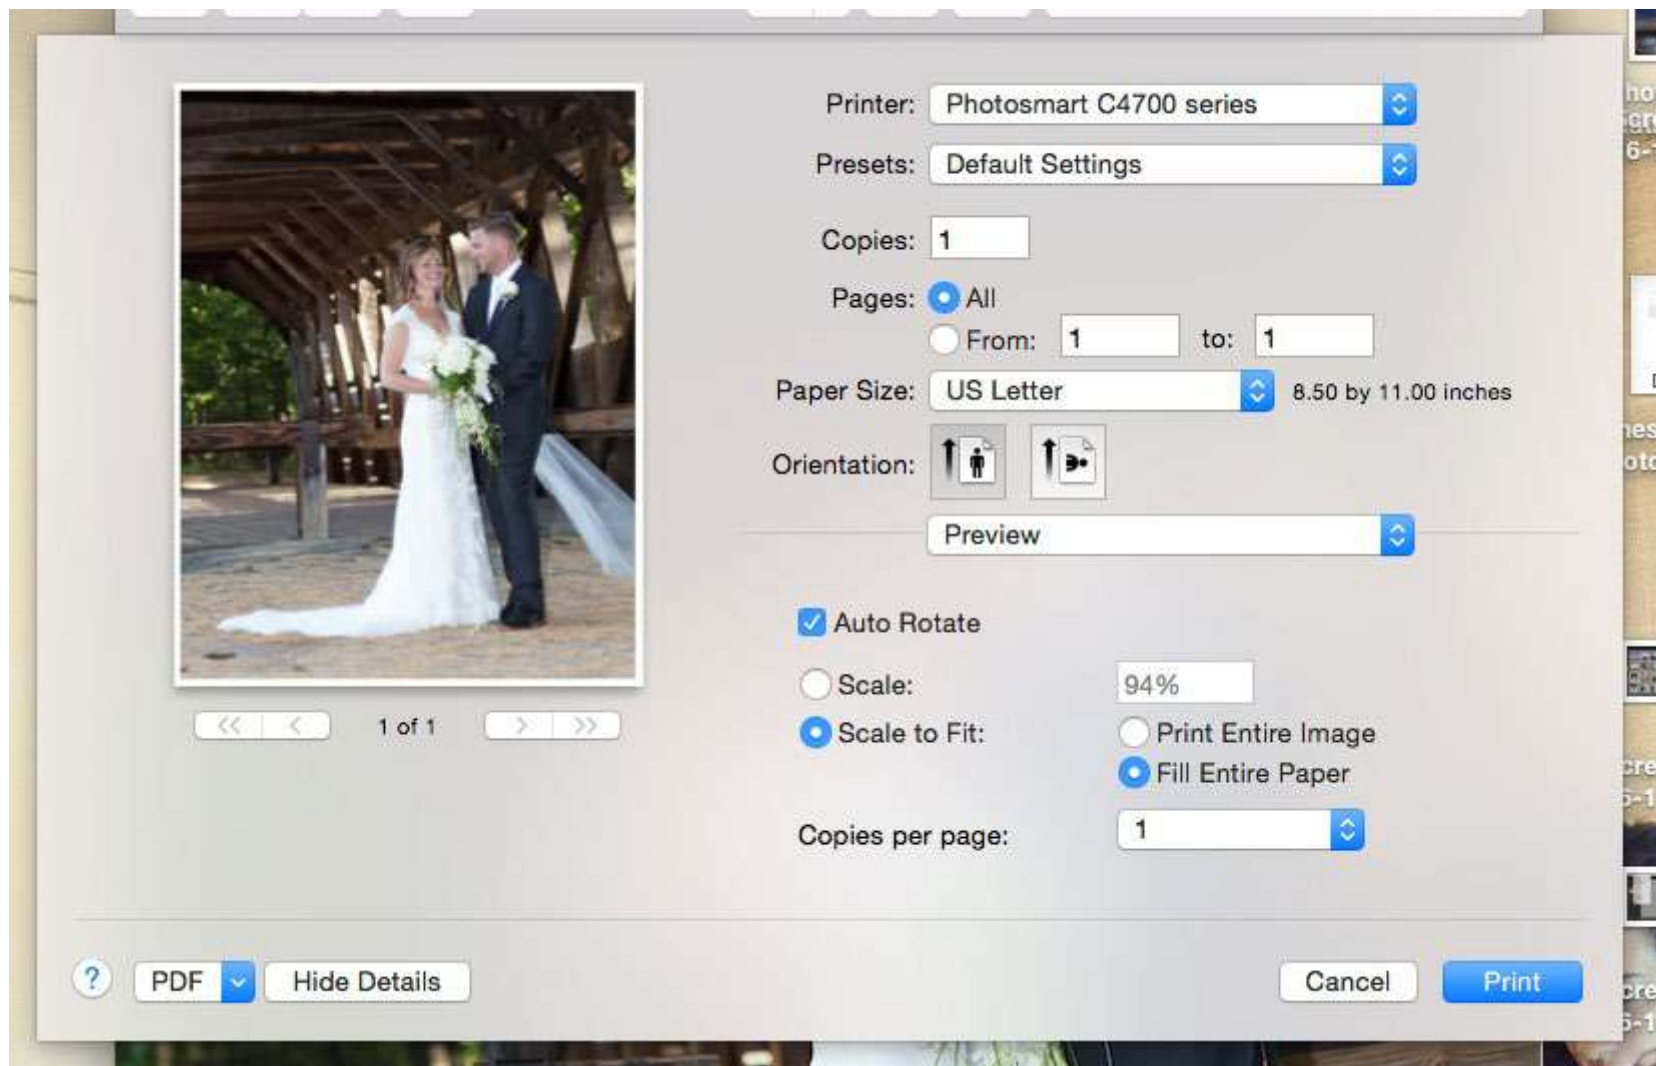 Printer: Photosmart C4700 series
Presets: Default Settings
Copies: 1
Pages: All
From: 1 to: 1
Paper Size: US Letter 8.50 by 11.00 inches
Orientation:
Preview
Auto Rotate
Scale: 94%
Scale to Fit: Print Entire Image
Fill Entire Paper
<< < 1 of 1 > >>
Copies per page: 1
? PDF Hide Details Cancel Print